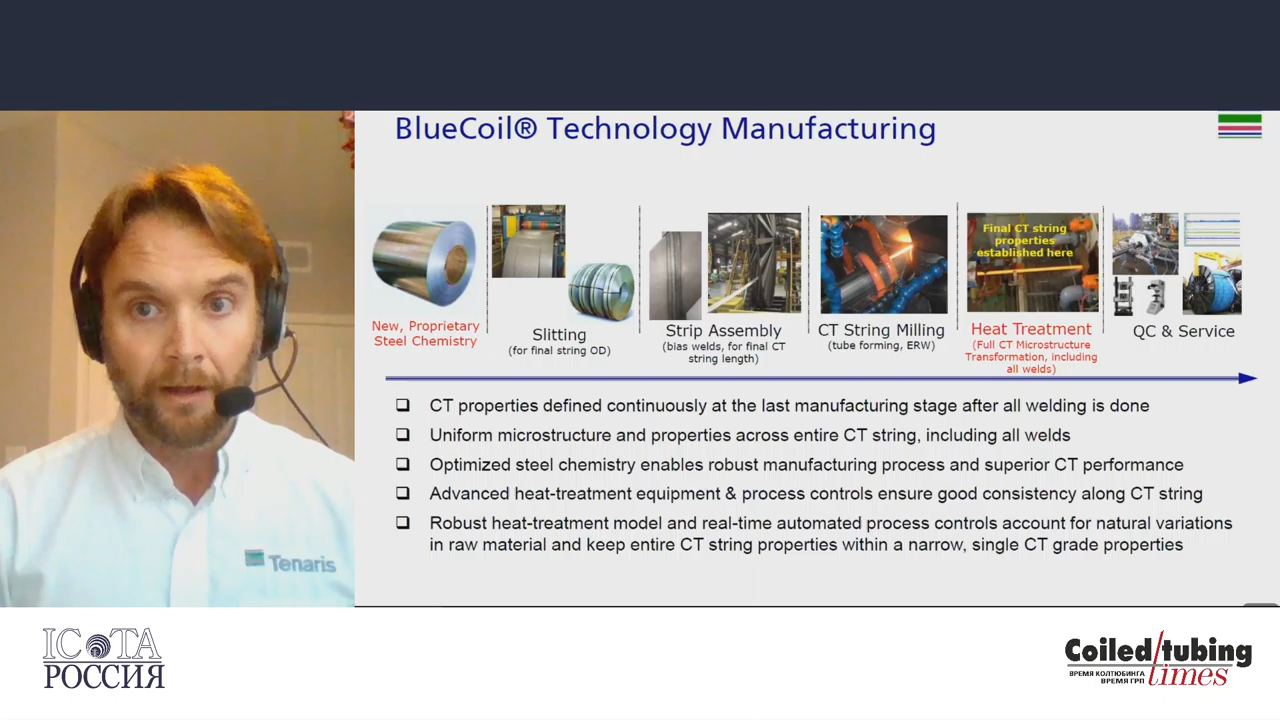 BlueCoil® Technology Manufacturing
Final CT string
properties
established here
New, Proprietary
Steel Chemistry
Slitting
(for final string OD)
Strip Assembly
(bias welds, for final CT
string length)
CT String Milling
(tube forming, ERW)
Heat Treatment
(Full CT Microstructure
Transformation, including
all welds)
QC & Service
CT properties defined continuously at the last manufacturing stage after all welding is done
Uniform microstructure and properties across entire CT string, including all welds
Optimized steel chemistry enables robust manufacturing process and superior CT performance
Advanced heat-treatment equipment & process controls ensure good consistency along CT string
Robust heat-treatment model and real-time automated process controls account for natural variations
in raw material and keep entire CT string properties within a narrow, single CT grade properties
Tenaris
ICoTA
РОССИЯ
Coiled tubing
times
ВРЕМЯ КОЛТЮБИНГА
ВРЕМЯ ГРП